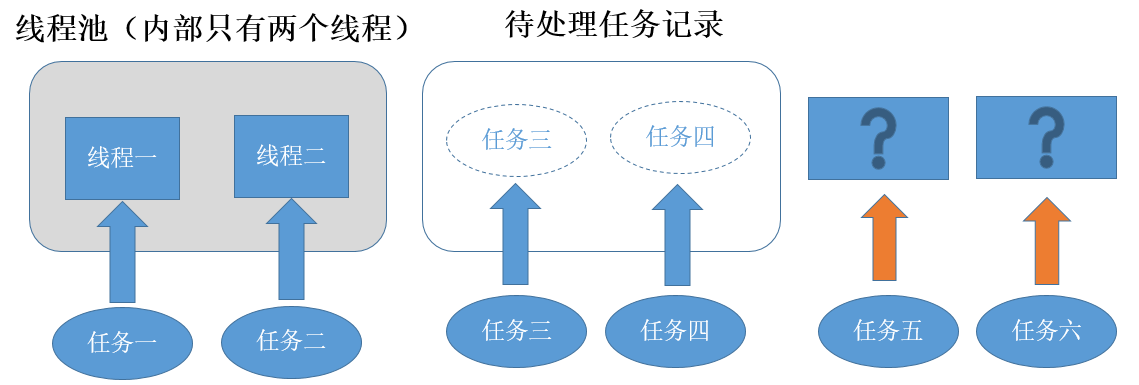 线程池（内部只有两个线程）
待处理任务记录
线程一
线程二
任务三
任务四
?
?
任务一
任务二
任务三
任务四
任务五
任务六